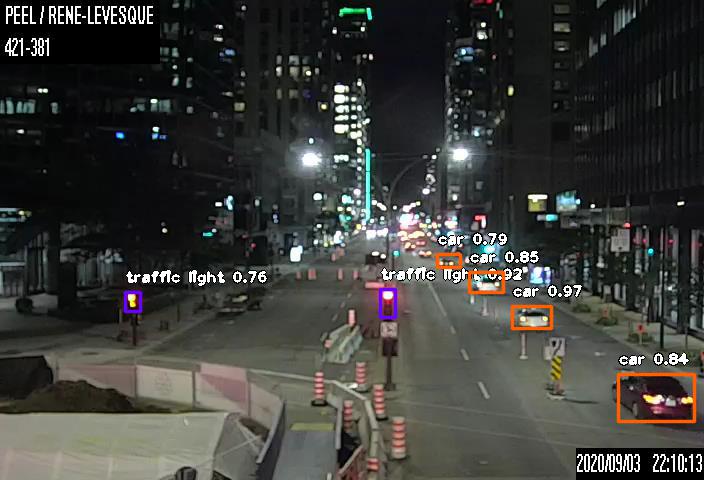 PEEL / RENE-LEVESQUE
421-381
car 0.79
car 0.85
traffic light 0.76
traffic light 0.92
car 0.97
car 0.84
2020/09/03 22:10:13